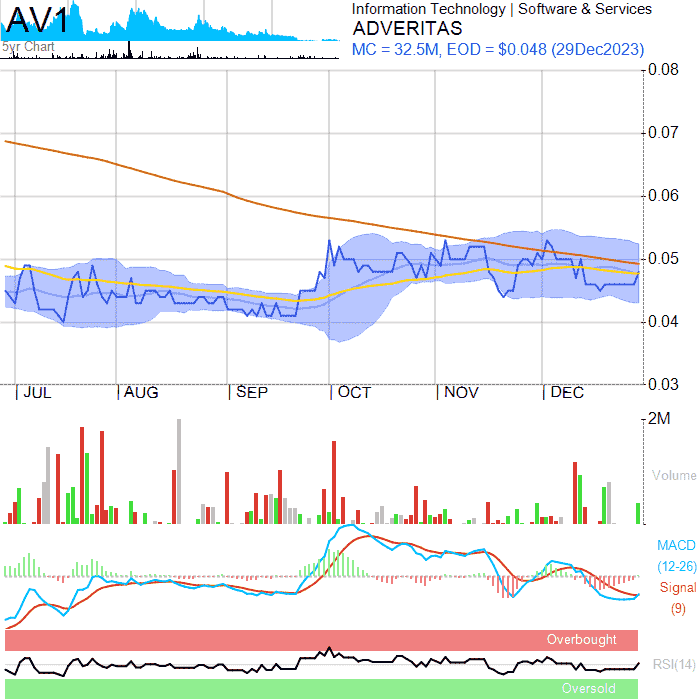 AV1
5yr Chart
Information Technology | Software & Services
ADVERITAS
MC = 32.5M, EOD = $0.048 (29Dec2023)
0.08
0.07
0.06
0.05
0.04
0.03
| JUL | AUG | SEP | OCT | NOV | DEC
2M
Volume
MACD
(12-26)
Signal
(9)
Overbought
RSI(14)
Oversold